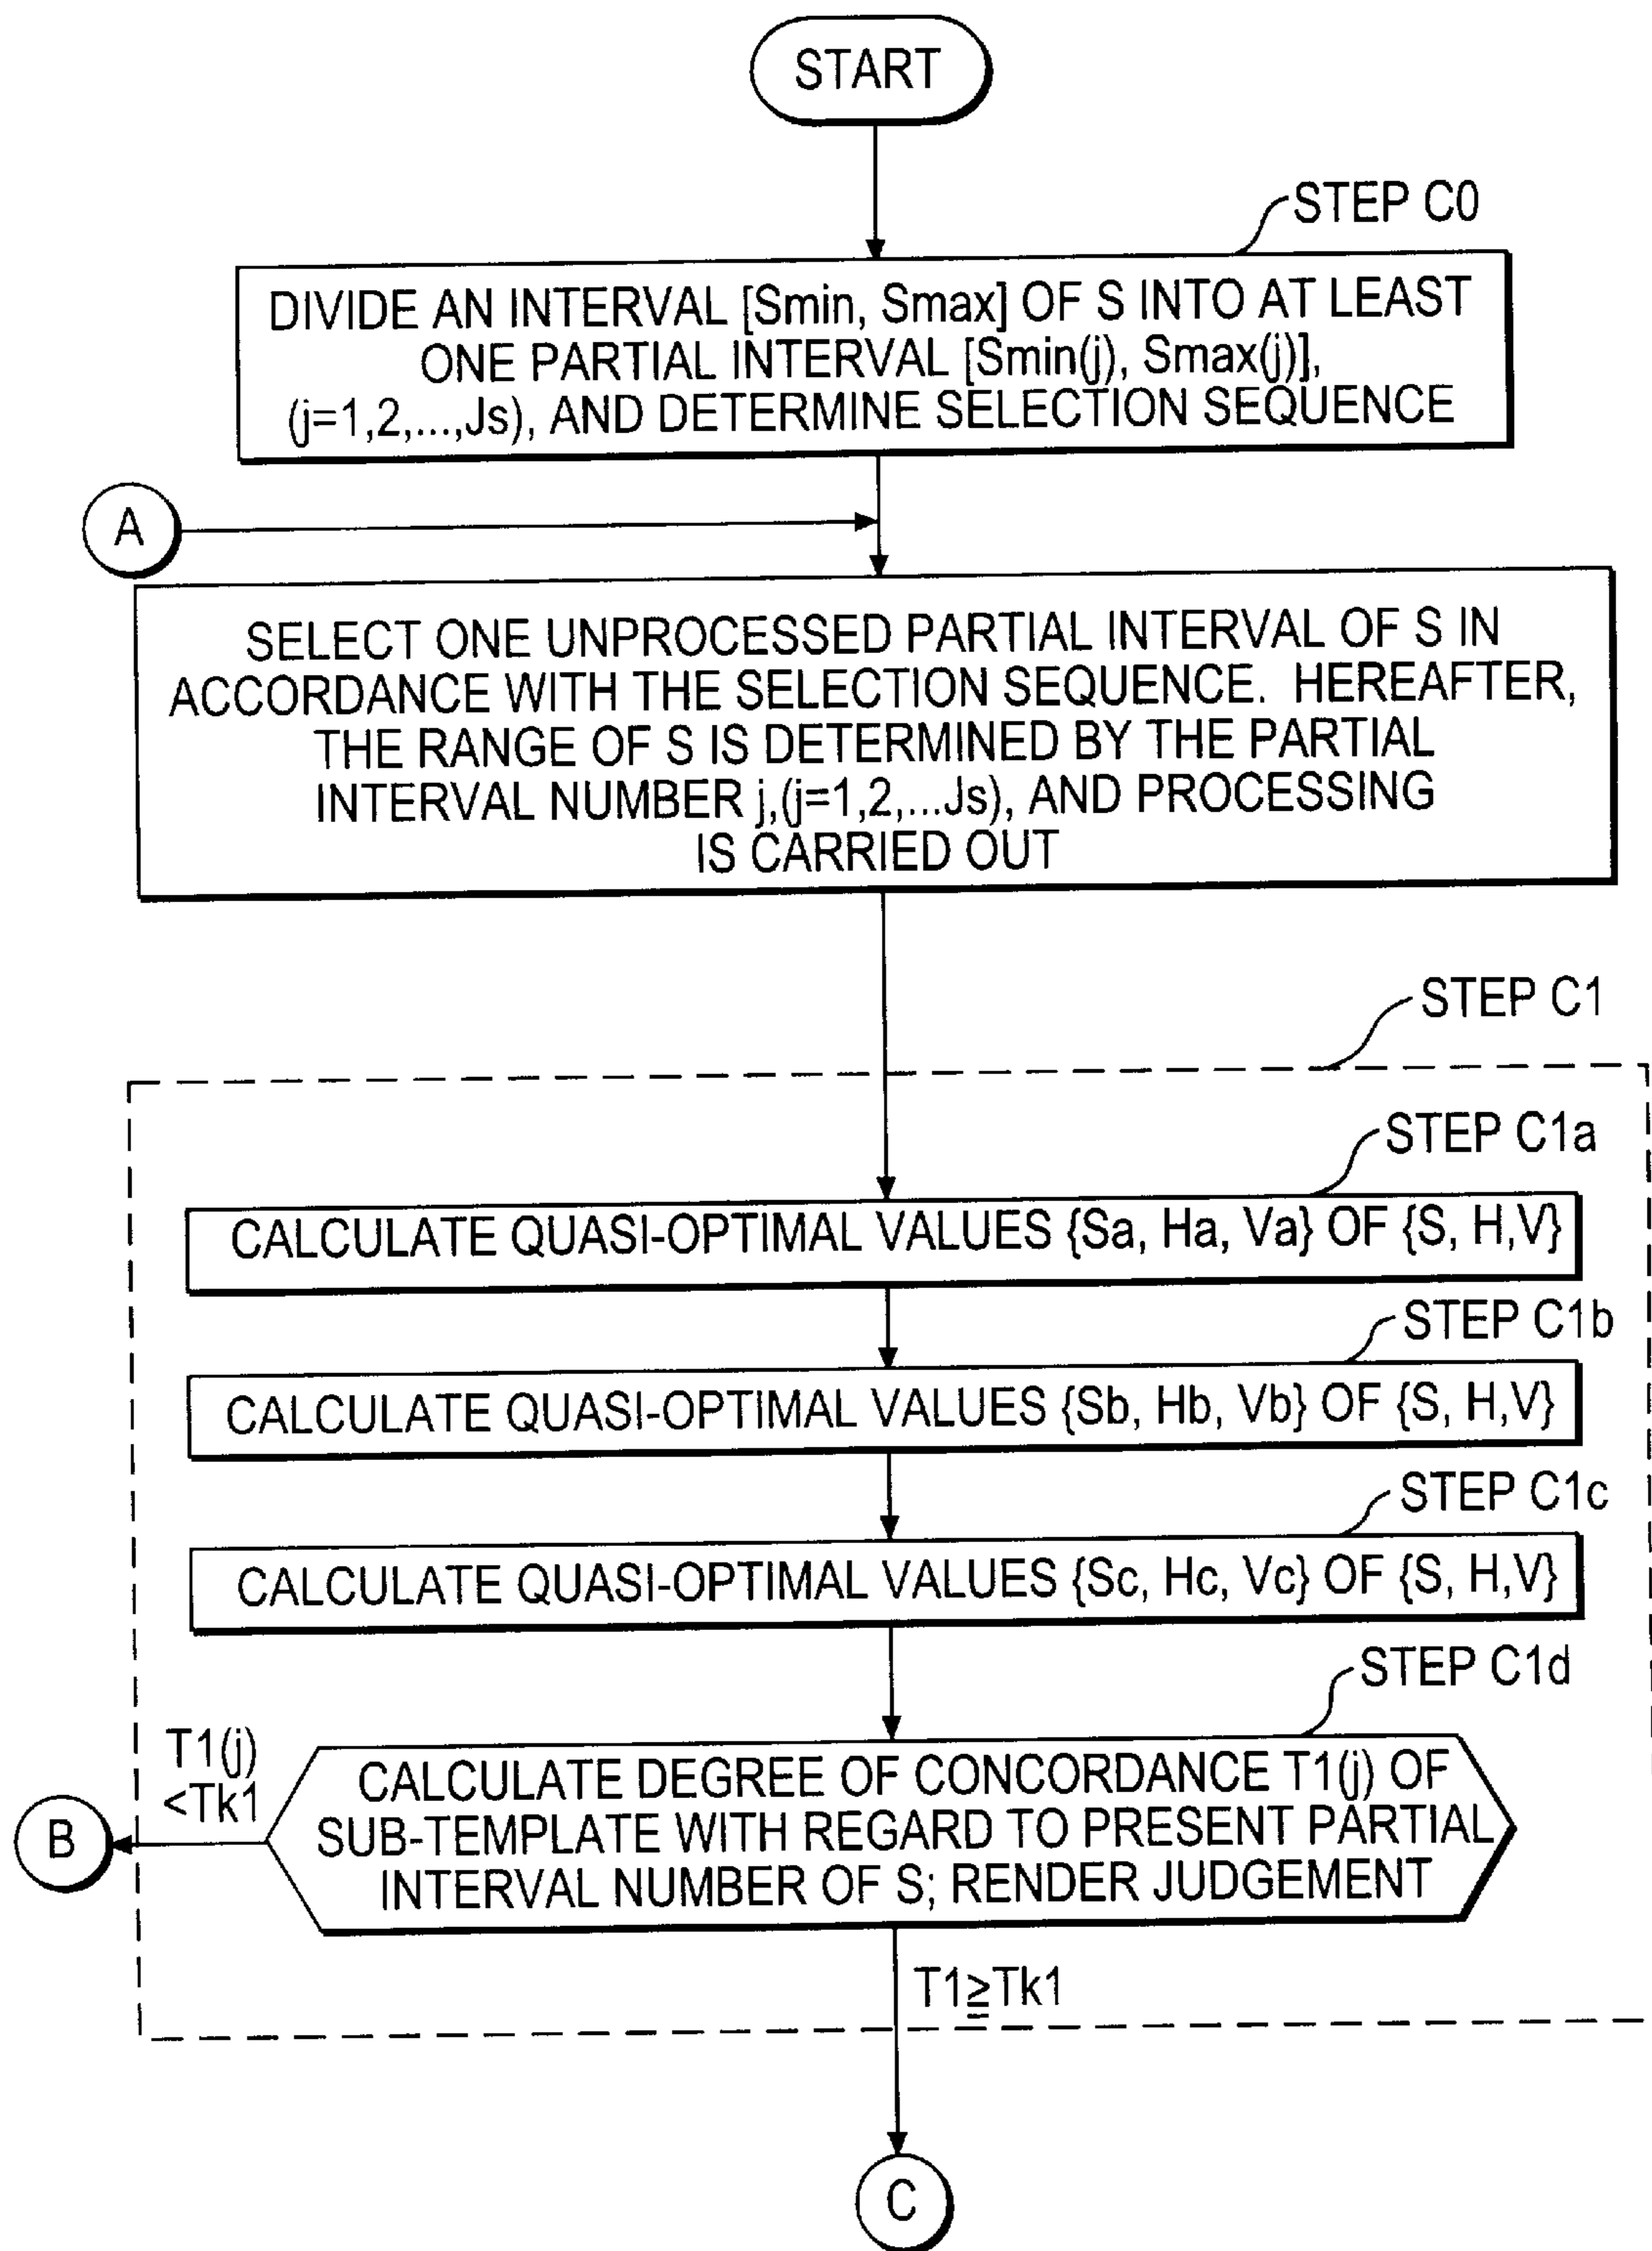 START
STEP C0
DIVIDE AN INTERVAL [Smin, Smax] OF S INTO AT LEAST
ONE PARTIAL INTERVAL [Smin(j), Smax(j)],
(j=1,2,...,Js), AND DETERMINE SELECTION SEQUENCE
A
SELECT ONE UNPROCESSED PARTIAL INTERVAL OF S IN
ACCORDANCE WITH THE SELECTION SEQUENCE. HEREAFTER,
THE RANGE OF S IS DETERMINED BY THE PARTIAL
INTERVAL NUMBER j,(j=1,2,...Js), AND PROCESSING
IS CARRIED OUT
STEP C1
STEP C1a
CALCULATE QUASI-OPTIMAL VALUES {Sa, Ha, Va} OF {S, H,V}
STEP C1b
CALCULATE QUASI-OPTIMAL VALUES {Sb, Hb, Vb} OF {S, H,V}
STEP C1c
CALCULATE QUASI-OPTIMAL VALUES {Sc, Hc, Vc} OF {S, H,V}
STEP C1d
T1(j)
<Tk1
B
CALCULATE DEGREE OF CONCORDANCE T1(j) OF
SUB-TEMPLATE WITH REGARD TO PRESENT PARTIAL
INTERVAL NUMBER OF S; RENDER JUDGEMENT
T1≧Tk1
C